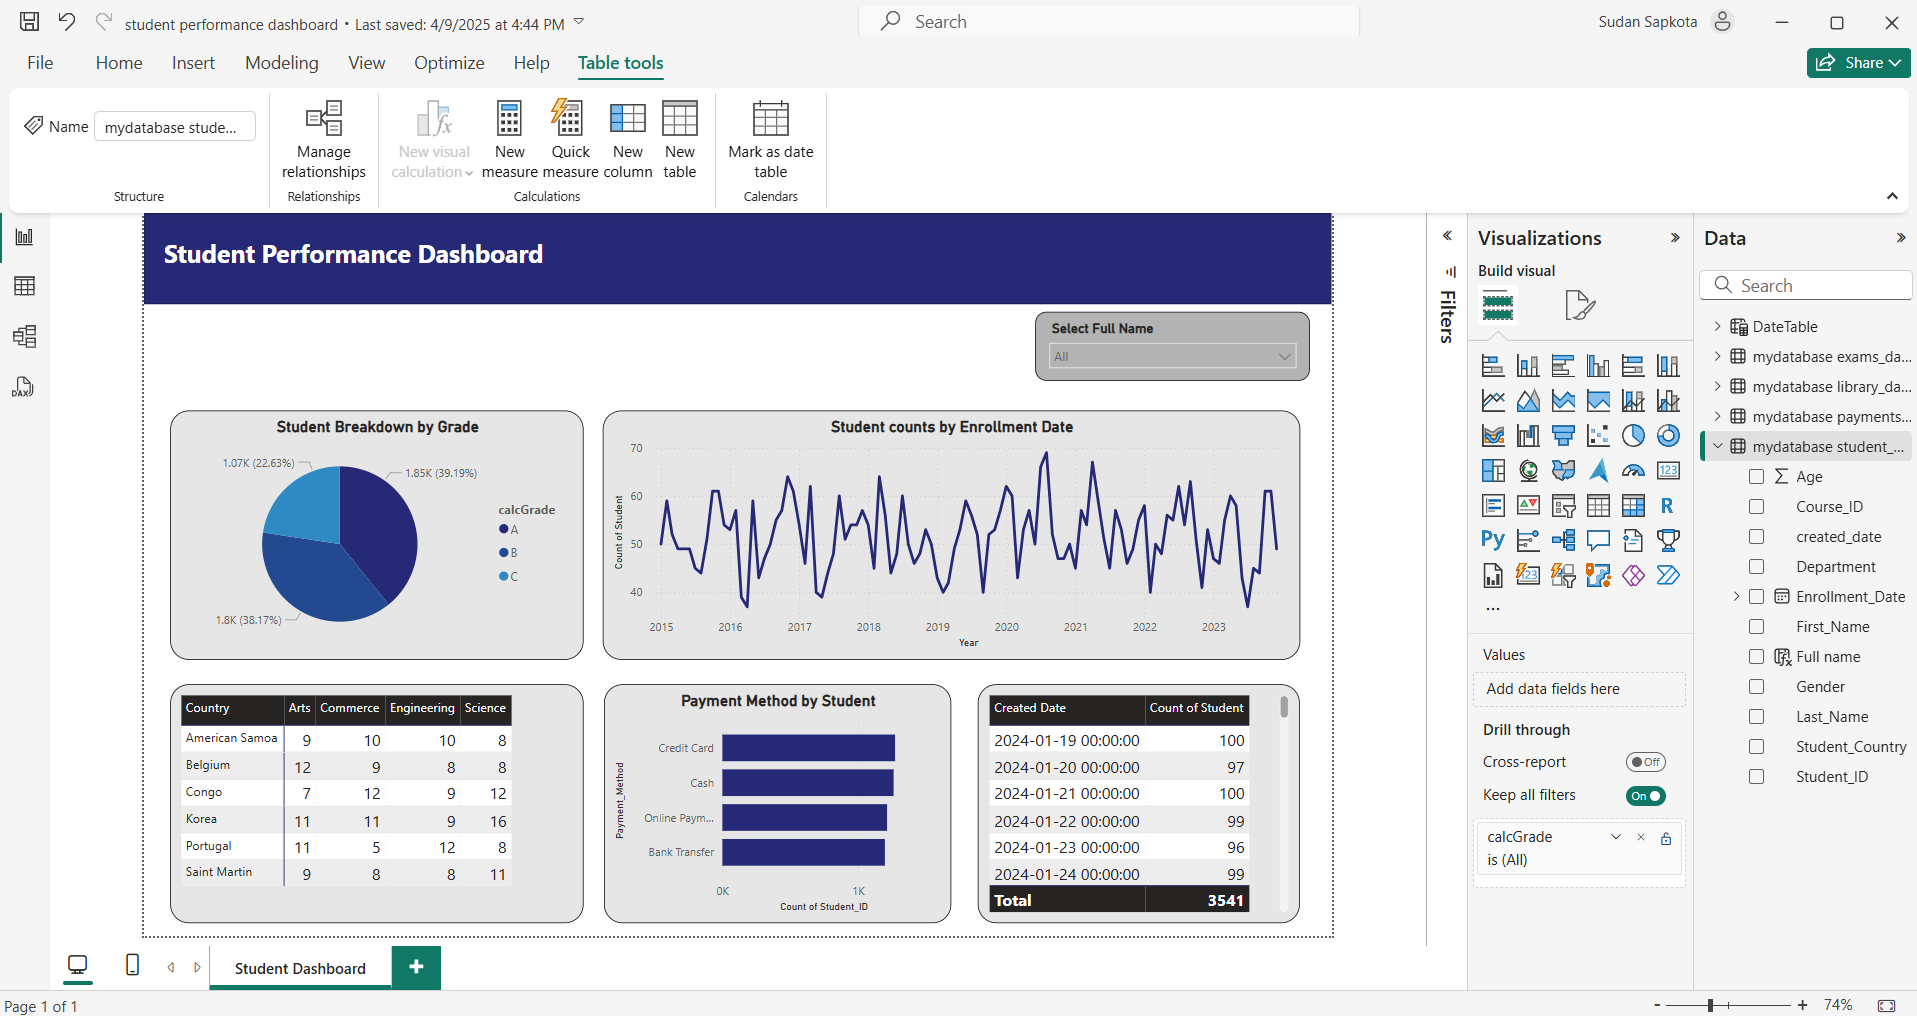 student performance dashboard • Last saved: 4/9/2025 at 4:44 PM
Search
Sudan Sapkota
File
Home
Insert
Modeling
View
Optimize
Help
Table tools
Share
Name
mydatabase stude...
Structure
Manage
relationships
Relationships
New visual
calculation
New
measure
Quick
measure
New
column
New
table
Calculations
Mark as date
table
Calendars
DAX
Student Performance Dashboard
Select Full Name
All
Student Breakdown by Grade
1.07K (22.63%)
1.85K (39.19%)
1.8K (38.17%)
calcGrade
A
B
C
Student counts by Enrollment Date
Count of Student
70
60
50
40
2015 2016 2017 2018 2019 2020 2021 2022 2023
Year
Country Arts Commerce Engineering Science
American Samoa 9 10 10 8
Belgium 12 9 8 8
Congo 7 12 9 12
Korea 11 11 9 16
Portugal 11 5 12 8
Saint Martin 9 8 8 11
Payment Method by Student
Payment_Method
Credit Card
Cash
Online Paym...
Bank Transfer
0K 1K
Count of Student_ID
Created Date Count of Student
2024-01-19 00:00:00 100
2024-01-20 00:00:00 97
2024-01-21 00:00:00 100
2024-01-22 00:00:00 99
2024-01-23 00:00:00 96
2024-01-24 00:00:00 99
Total 3541
Filters
Visualizations
Build visual
123
R
Py
123
...
Values
Add data fields here
Drill through
Cross-report
Off
Keep all filters
On
calcGrade
is (All)
Data
Search
DateTable
mydatabase exams_da...
mydatabase library_da...
mydatabase payments...
mydatabase student_...
Age
Course_ID
created_date
Department
Enrollment_Date
First_Name
Full name
Gender
Last_Name
Student_Country
Student_ID
Student Dashboard
+
Page 1 of 1
- + 74%